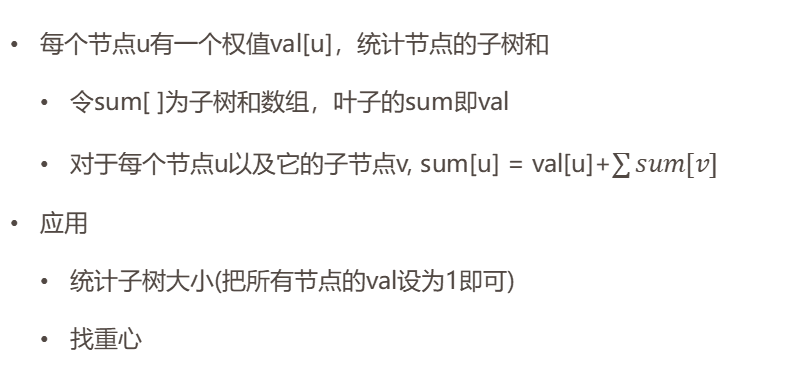 • 每个节点u有一个权值val[u]，统计节点的子树和
• 令sum[ ]为子树和数组，叶子的sum即val
• 对于每个节点u以及它的子节点v, sum[u] = val[u]+∑sum[v]
• 应用
• 统计子树大小(把所有节点的val设为1即可)
• 找重心